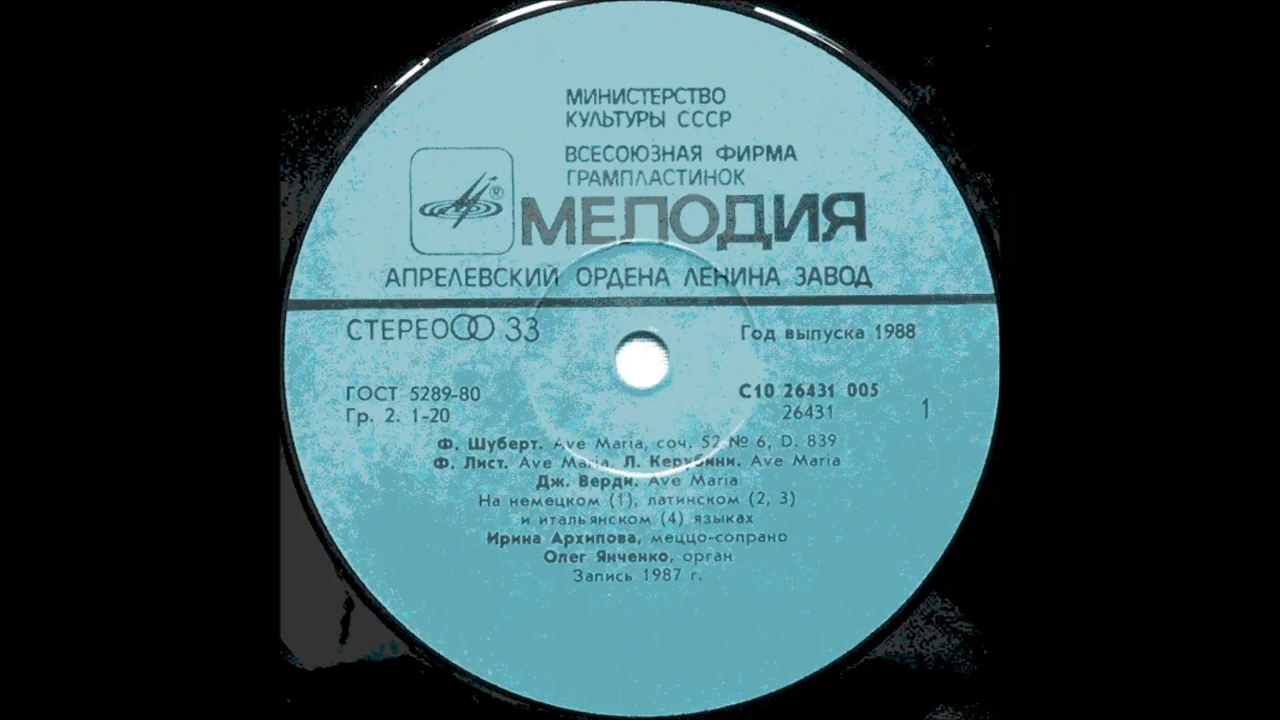 МИНИСТЕРСТВО
КУЛЬТУРЫ СССР
ВСЕСОЮЗНАЯ ФИРМА
ГРАМПЛАСТИНОК
®
МЕЛОДИЯ
АПРЕЛЕВСКИЙ ОРДЕНА ЛЕНИНА ЗАВОД
СТЕРЕО 33
Год выпуска 1988
ГОСТ 5289-80
Гр. 2. 1-20
С10 26431 005
26431
1
Ф. Шуберт. Ave Maria, соч. 52 № 6, D. 839
Ф. Лист. Ave Maria. Л. Керубини. Ave Maria
Дж. Верди. Ave Maria
На немецком (1), латинском (2, 3)
и итальянском (4) языках
Ирина Архипова, меццо-сопрано
Олег Янченко, орган
Запись 1987 г.